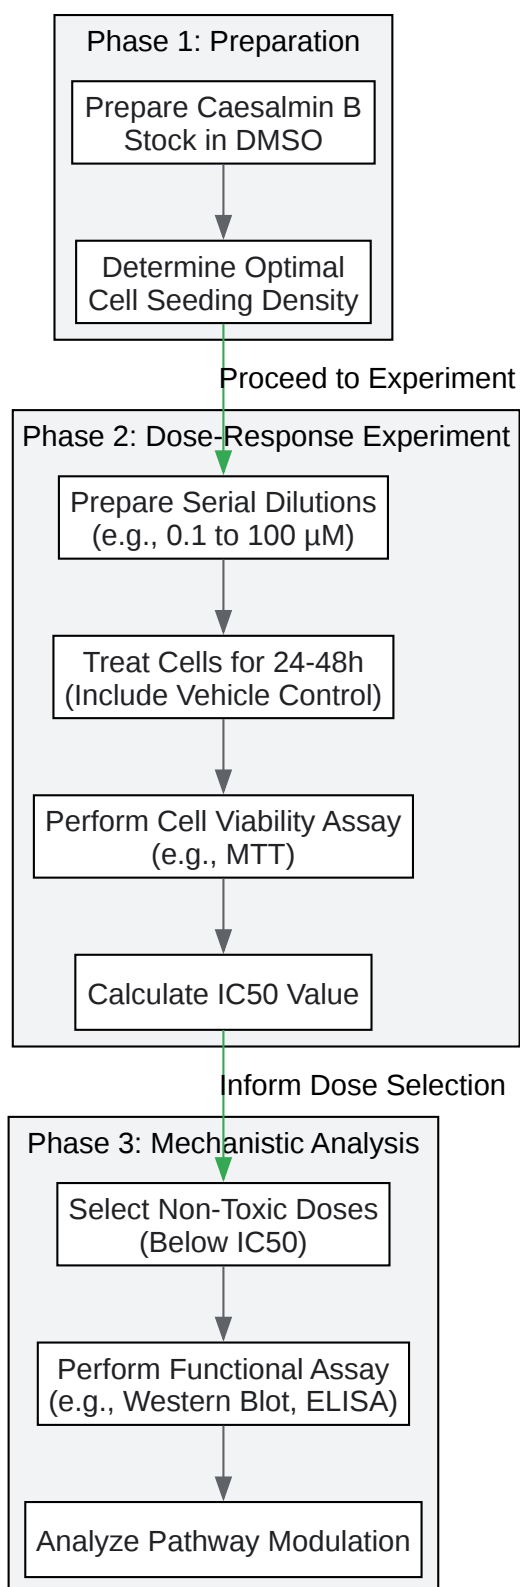 Phase 1: Preparation
Prepare Caesalmin B
Stock in DMSO
Determine Optimal
Cell Seeding Density
Proceed to Experiment
Phase 2: Dose-Response Experiment
Prepare Serial Dilutions
(e.g., 0.1 to 100 µM)
Treat Cells for 24-48h
(Include Vehicle Control)
Perform Cell Viability Assay
(e.g., MTT)
Calculate IC50 Value
Inform Dose Selection
Phase 3: Mechanistic Analysis
Select Non-Toxic Doses
(Below IC50)
Perform Functional Assay
(e.g., Western Blot, ELISA)
Analyze Pathway Modulation